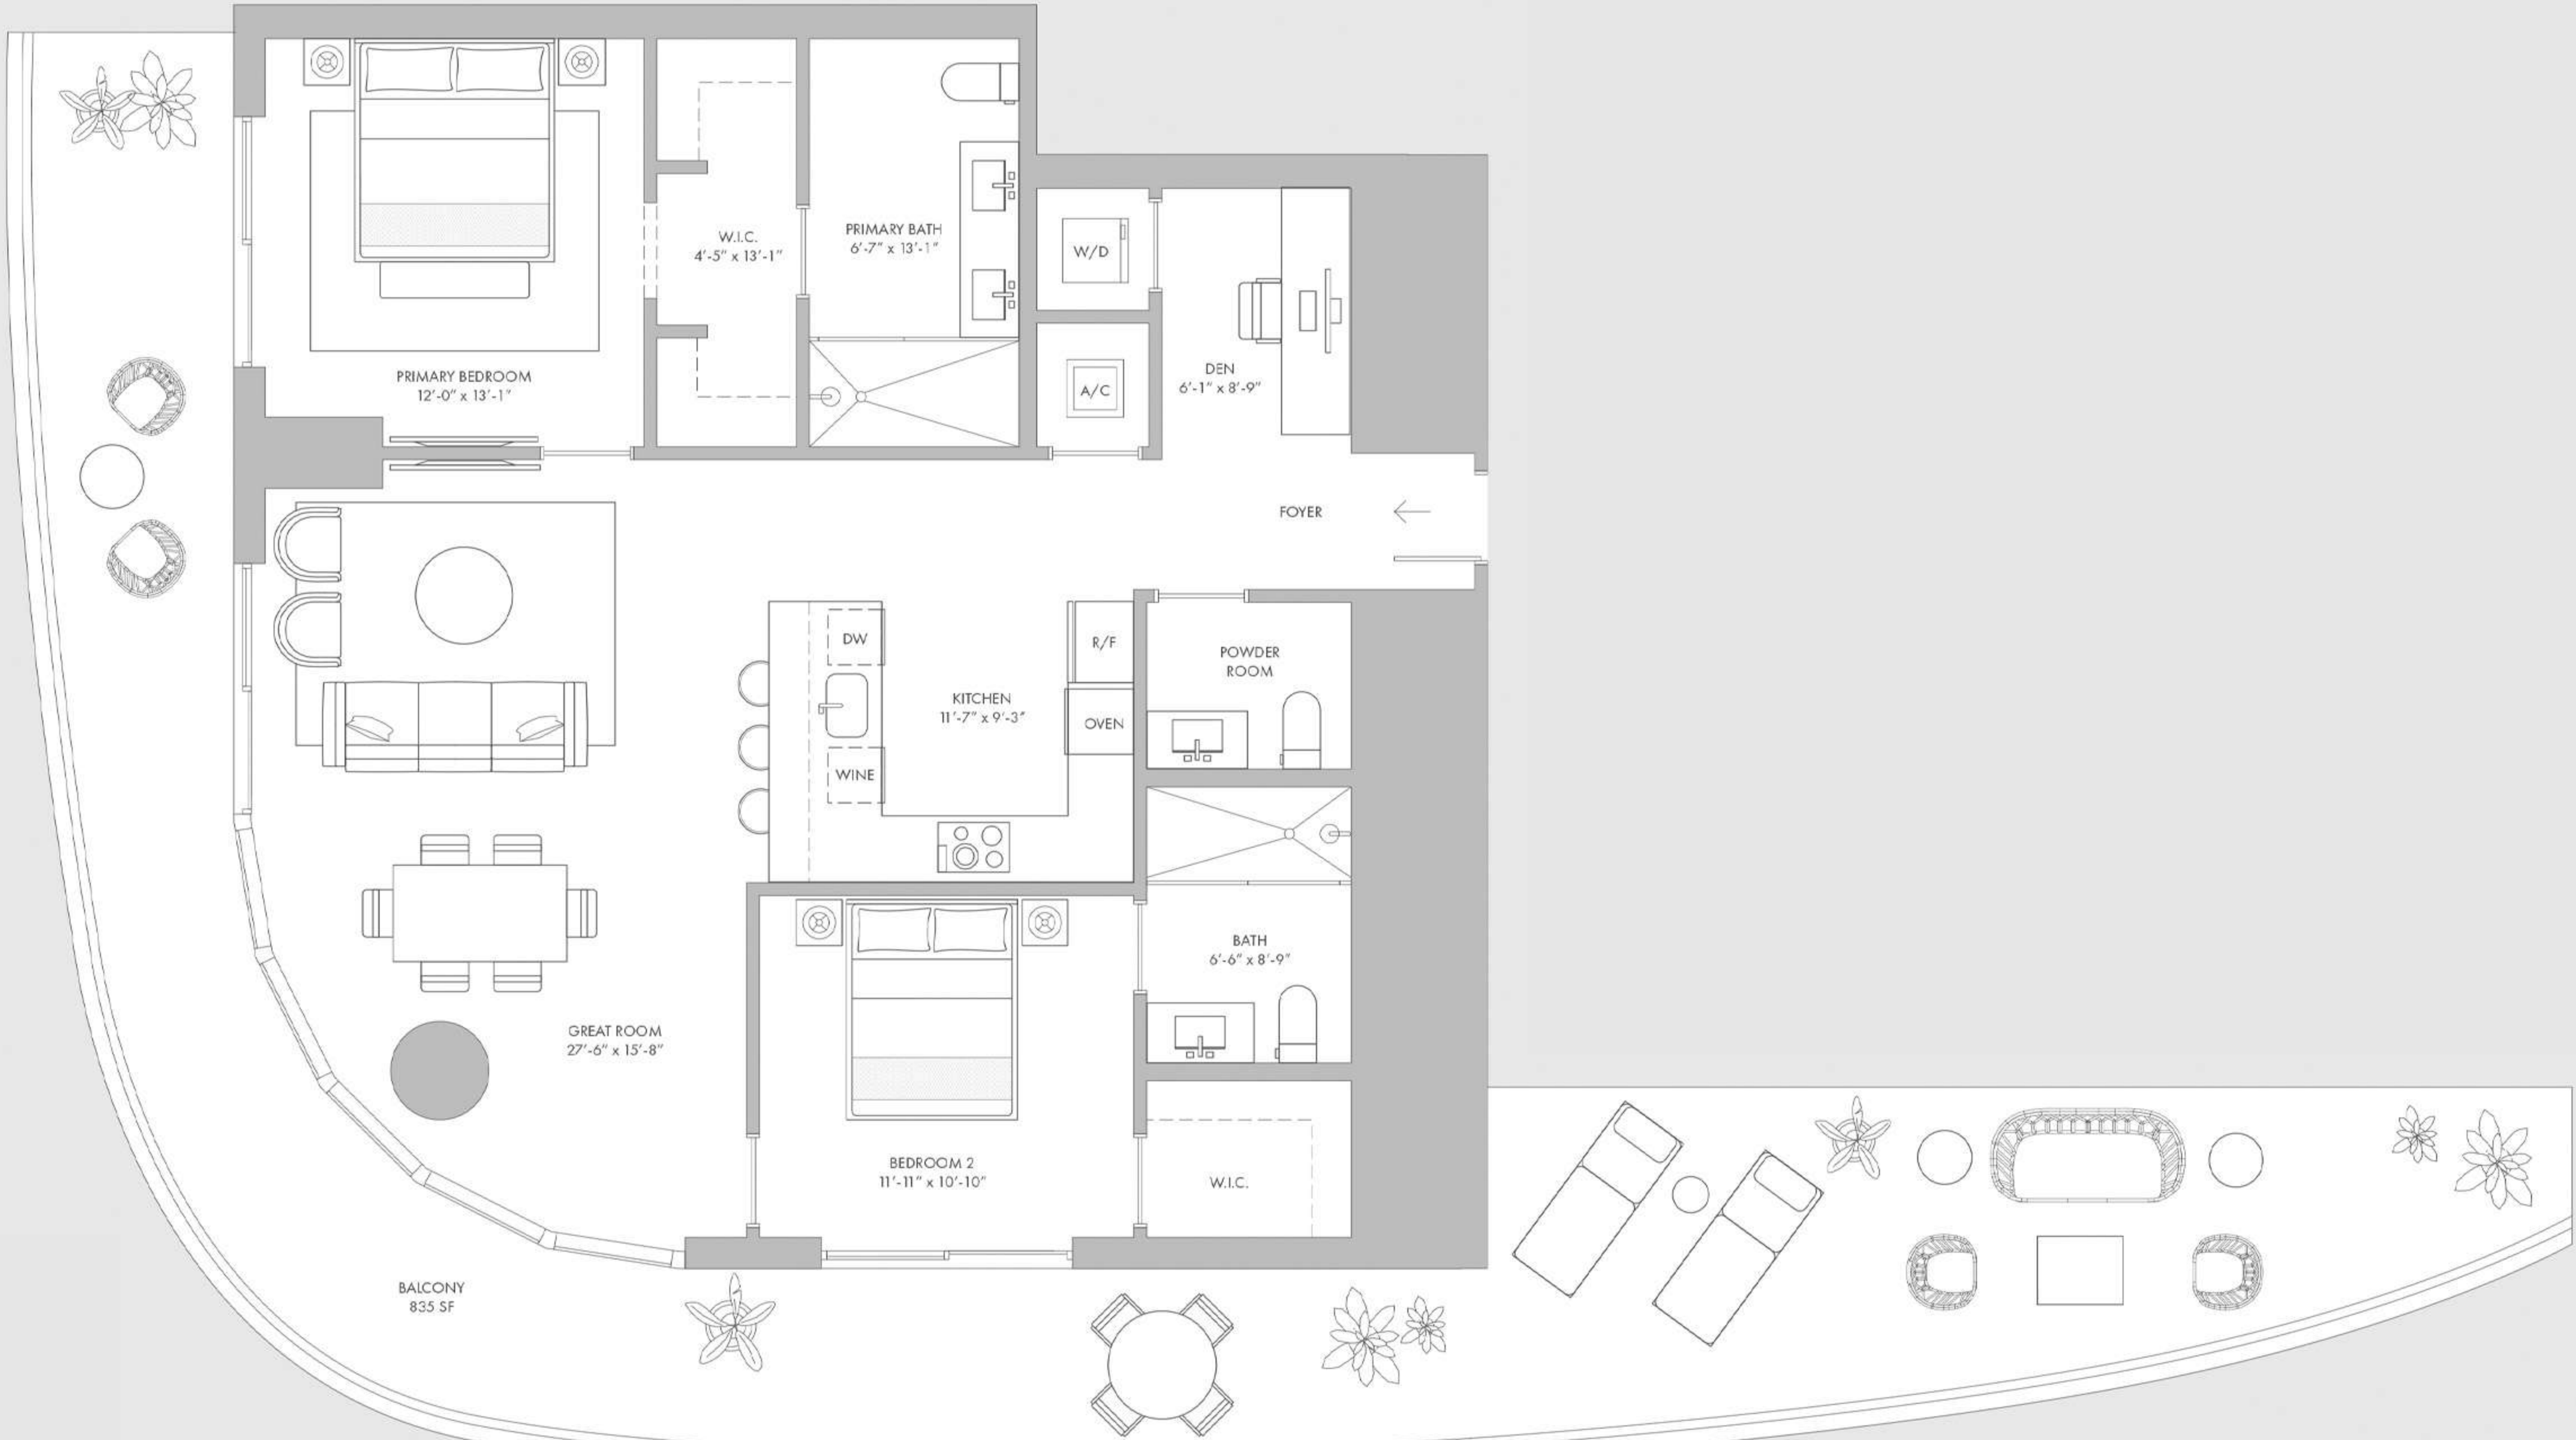 W.I.C.
4'-5" x 13'-1"
PRIMARY BATH
6'-7" x 13'-1"
W/D
PRIMARY BEDROOM
12'-0" x 13'-1"
A/C
DEN
6'-1" x 8'-9"
FOYER
DW
R/F
KITCHEN
11'-7" x 9'-3"
OVEN
WINE
POWDER
ROOM
BATH
6'-6" x 8'-9"
GREAT ROOM
27'-6" x 15'-8"
BEDROOM 2
11'-11" x 10'-10"
W.I.C.
BALCONY
835 SF